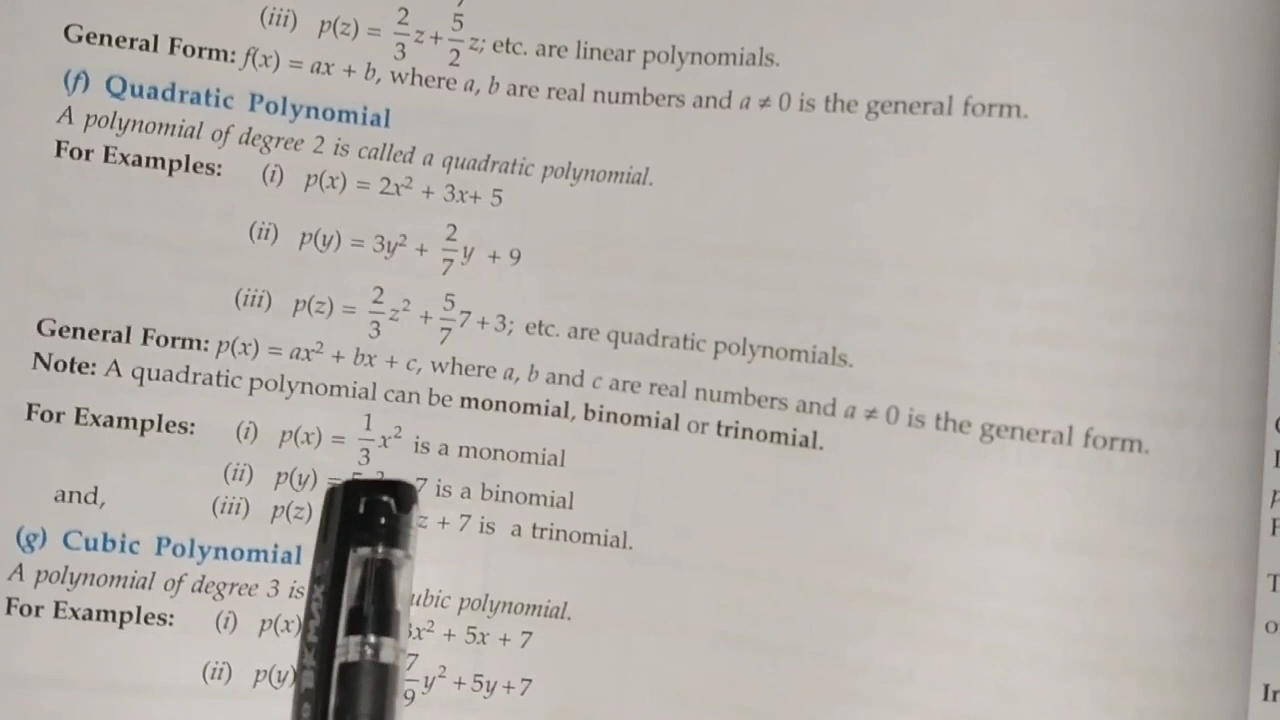 (iii) p(z) = 2/3 z + 5/2 z; etc. are linear polynomials.
General Form: f(x) = ax + b, where a, b are real numbers and a ≠ 0 is the general form.
(f) Quadratic Polynomial
A polynomial of degree 2 is called a quadratic polynomial.
For Examples: (i) p(x) = 2x² + 3x+ 5
(ii) p(y) = 3y² + 2/7 y + 9
(iii) p(z) = 2/3 z² + 5/7 7 + 3; etc. are quadratic polynomials.
General Form: p(x) = ax² + bx + c, where a, b and c are real numbers and a ≠ 0 is the general form.
Note: A quadratic polynomial can be monomial, binomial or trinomial.
For Examples: (i) p(x) = 1/3 x² is a monomial
(ii) p(y) = 7 is a binomial
and, (iii) p(z) z + 7 is a trinomial.
(g) Cubic Polynomial
A polynomial of degree 3 is ubic polynomial.
For Examples: (i) p(x) x² + 5x + 7
(ii) p(y) 7/9 y² + 5y + 7